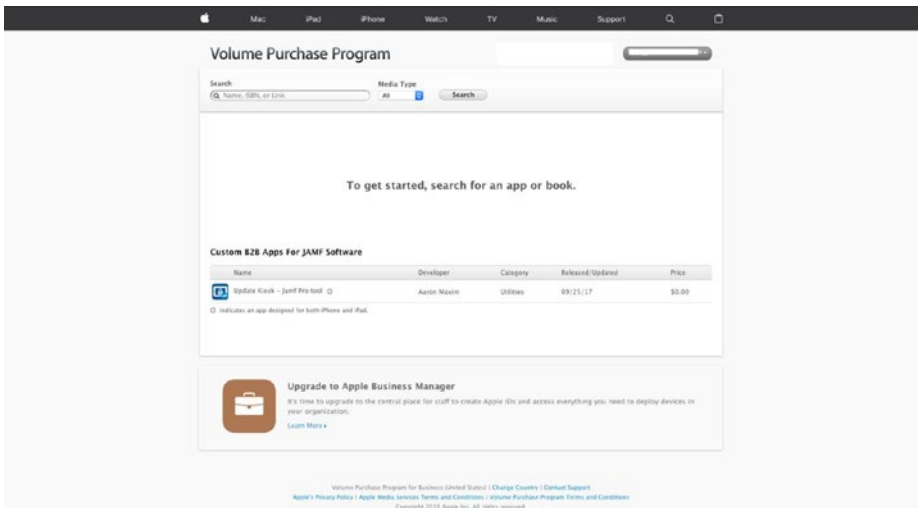 Mac iPad iPhone Watch TV Music Support
Volume Purchase Program
Search Media Type
Name, ISBN, or Link All Search
To get started, search for an app or book.
Custom B2B Apps For JAMF Software
Name Developer Category Released/Updated Price
Update Kiosk - Jamf Pro tool Aaron Maxim Utilities 09/25/17 $0.00
indicates an app designed for both iPhone and iPad.
Upgrade to Apple Business Manager
It's time to upgrade to the central place for staff to create Apple IDs and access everything you need to deploy devices in
your organization.
Learn More
Volume Purchase Program for Business (United States) | Change Country | Contact Support
Apple's Privacy Policy | Apple Media Services Terms and Conditions | Volume Purchase Program Terms and Conditions
Copyright Apple Inc. All rights reserved.